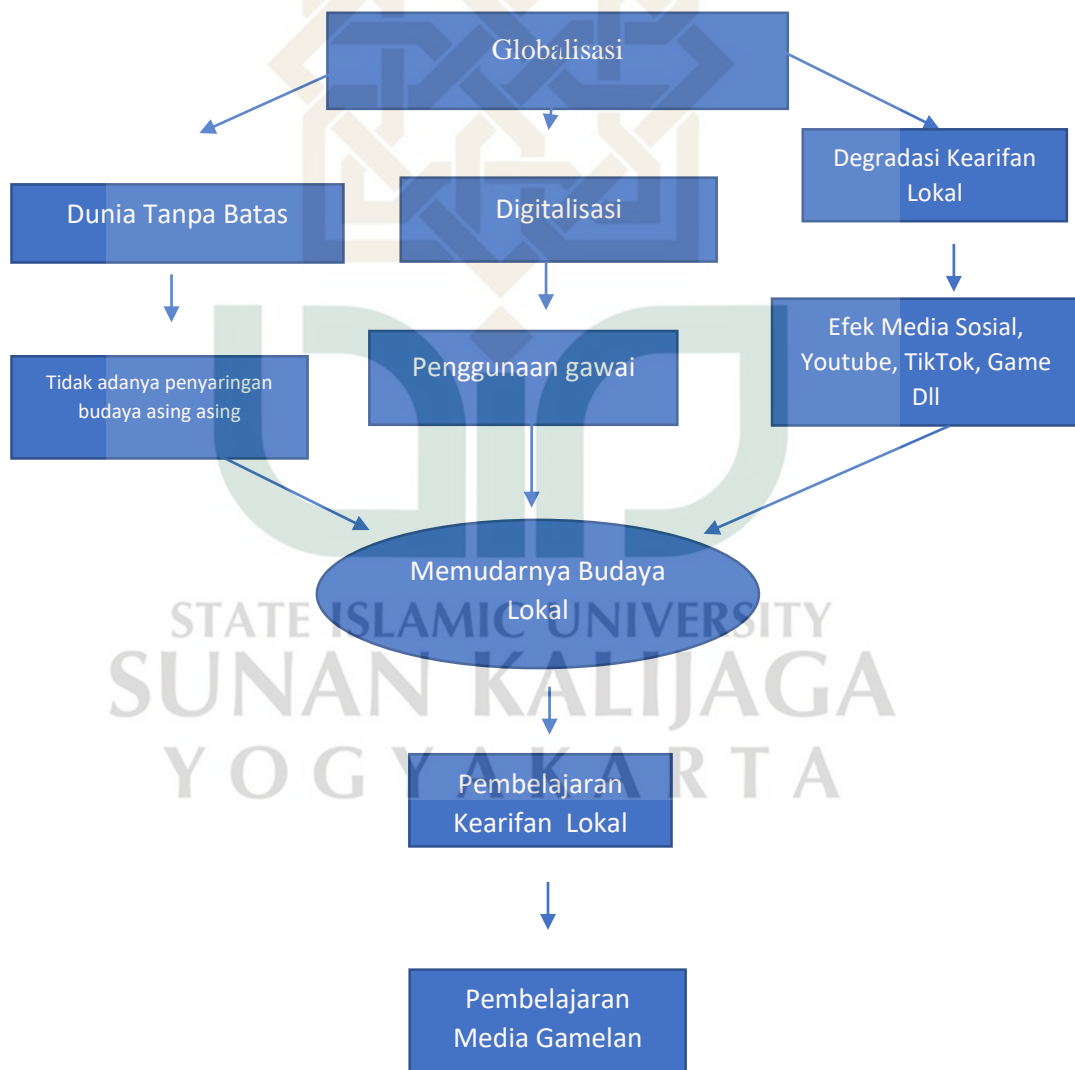 Globalisasi
Dunia Tanpa Batas
Digitalisasi
Degradasi Kearifan
Lokal
Tidak adanya penyaringan
budaya asing asing
Penggunaan gawai
Efek Media Sosial,
Youtube, TikTok, Game
Dll
Memudarnya Budaya
Lokal
STATE ISLAMIC UNIVERSITY
SUNAN KALIJAGA
YOGYAKARTA
Pembelajaran
Kearifan Lokal
Pembelajaran
Media Gamelan